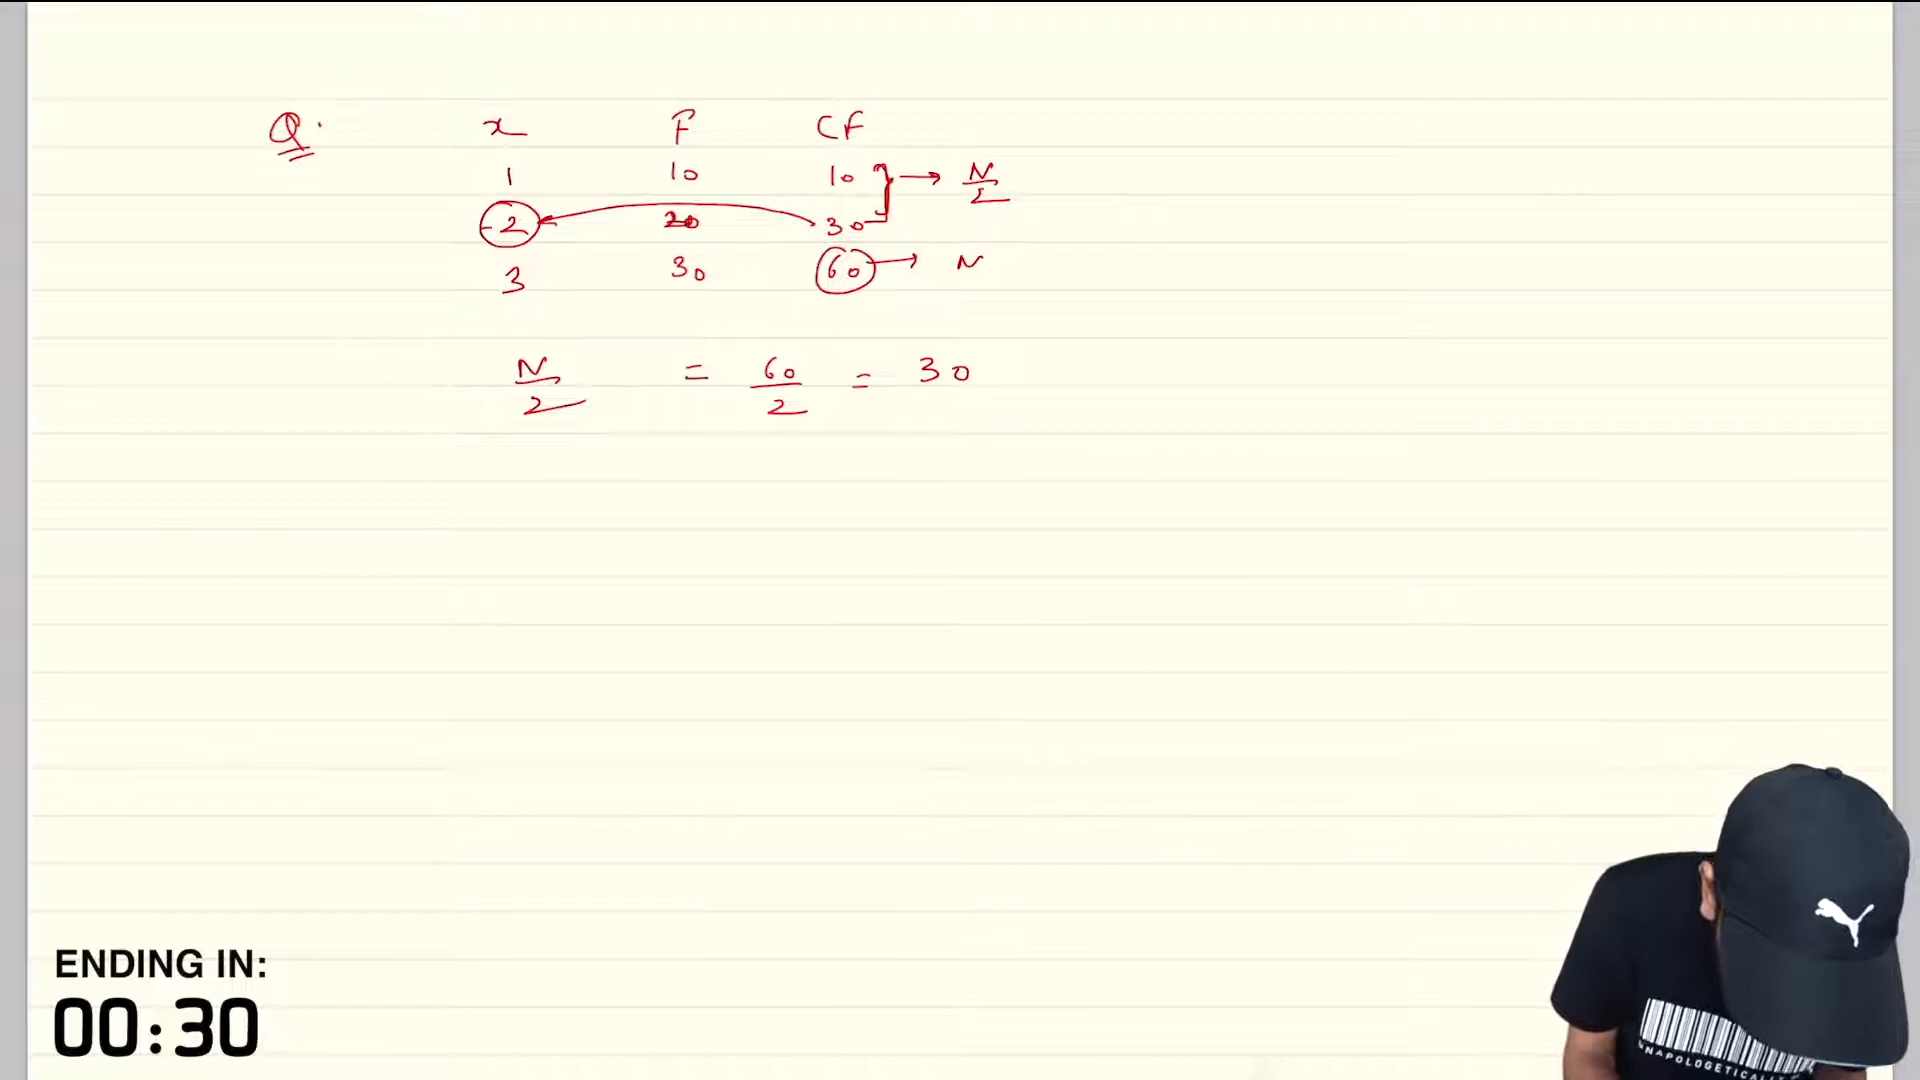 Q. x F CF
1 10 10 } → N/2
2 20 30
3 30 60 → N
N/2 = 60/2 = 30
ENDING IN:
00:30